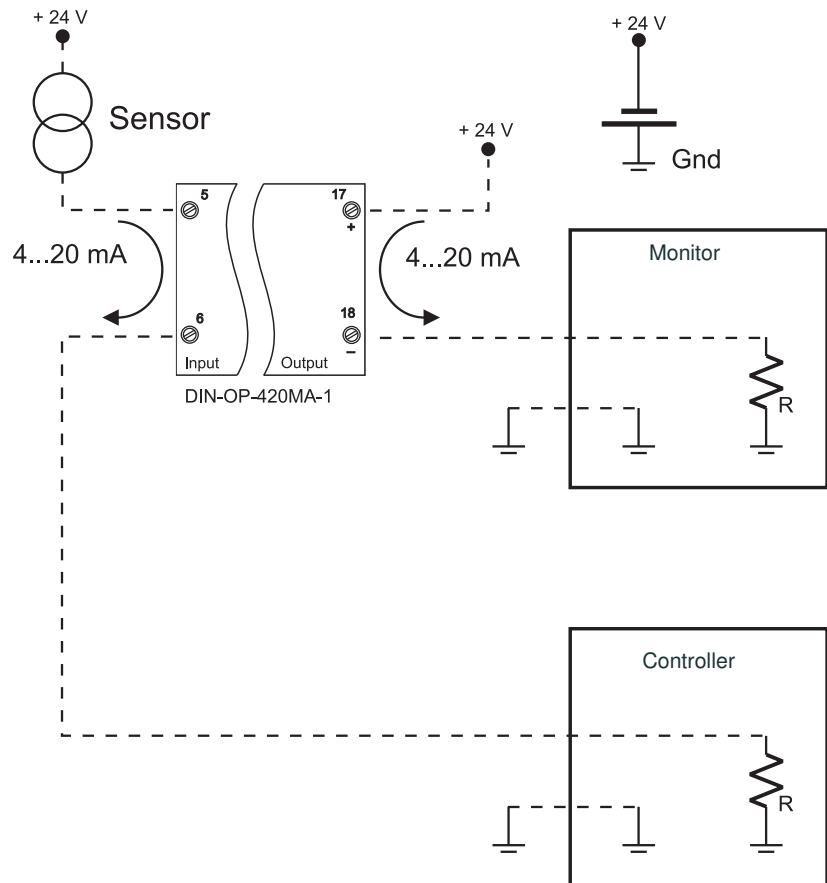 + 24 V
+ 24 V
Sensor
+ 24 V
Gnd
5
17
+
4...20 mA
4...20 mA
Monitor
6
18
−
Input
Output
DIN-OP-420MA-1
R
Controller
R